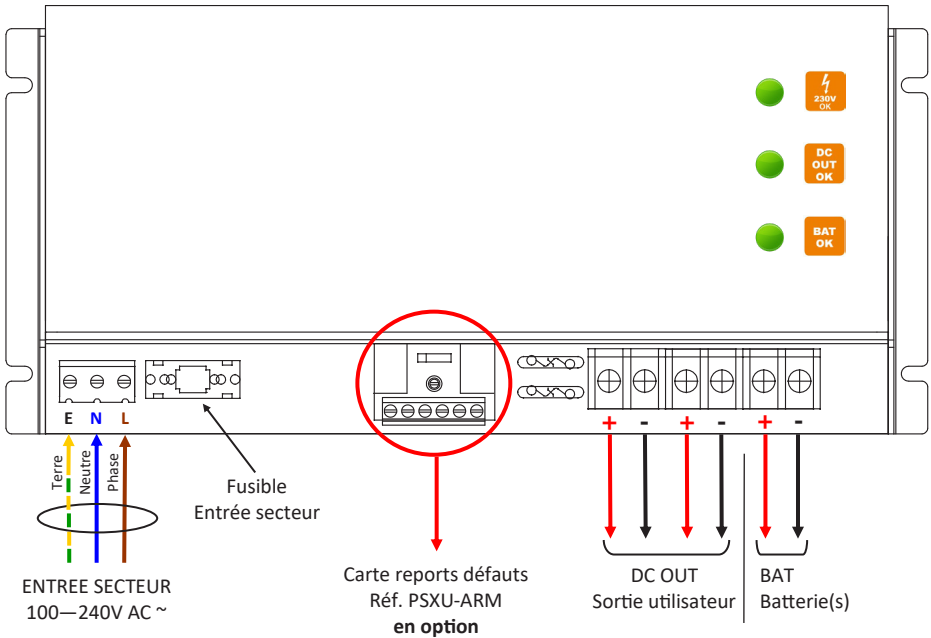 230V
OK
DC
OUT
OK
BAT
OK
E N L
Terre
Neutre
Phase
+ - + - + -
Fusible
Entrée secteur
ENTREE SECTEUR
100—240V AC ~
Carte reports défauts
Réf. PSXU-ARM
en option
DC OUT
Sortie utilisateur
BAT
Batterie(s)